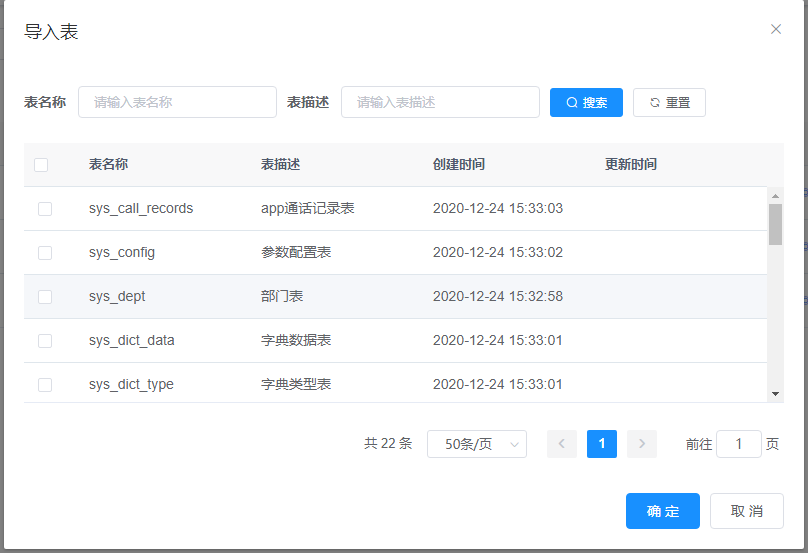 导入表
表名称 请输入表名称 表描述 请输入表描述 搜索 重置
表名称 表描述 创建时间 更新时间
sys_call_records app通话记录表 2020-12-24 15:33:03
sys_config 参数配置表 2020-12-24 15:33:02
sys_dept 部门表 2020-12-24 15:32:58
sys_dict_data 字典数据表 2020-12-24 15:33:01
sys_dict_type 字典类型表 2020-12-24 15:33:01
共 22 条 50条/页 1 前往 1 页
确 定 取 消